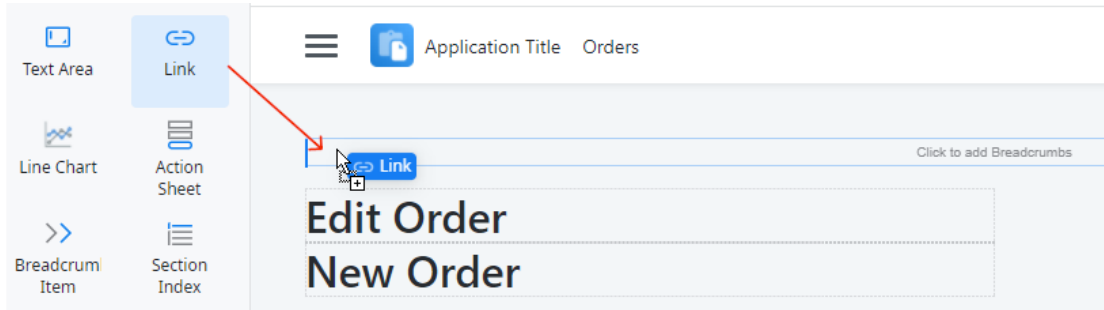 Text Area
Link
Application Title Orders
Line Chart
Action
Sheet
Click to add Breadcrumbs
Link
Edit Order
New Order
Breadcrum
Item
Section
Index